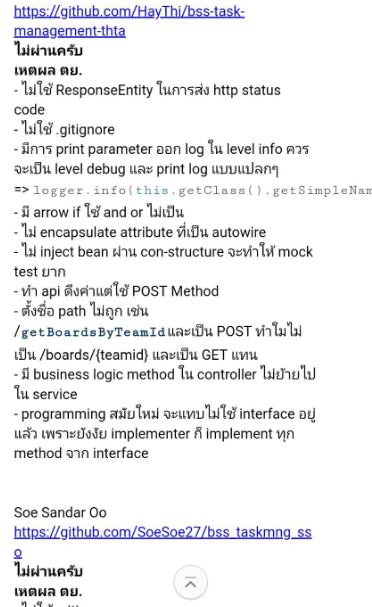 https://github.com/HayThi/bss-task-
management-thta
ไม่ผ่านครับ
เหตผล ตย.
- ไม่ใช้ ResponseEntity ในการส่ง http status
code
- ไม่ใช้ .gitignore
- มีการ print parameter ออก log ใน level info ควร
จะเป็น level debug และ print log แบบแปลกๆ
=> logger.info(this.getClass().getSimpleNam
- มี arrow if ใช้ and or ไม่เป็น
- ไม่ encapsulate attribute ที่เป็น autowire
- ไม่ inject bean ผ่าน con-structure จะทำให้ mock
test ยาก
- ทำ api ดึงค่าแต่ใช้ POST Method
- ตั้งชื่อ path ไม่ถูก เช่น
/getBoardsByTeamId และเป็น POST ทำไมไม่
เป็น /boards/{teamid} และเป็น GET แทน
- มี business logic method ใน controller ไม่ย้ายไป
ใน service
- programming สมัยใหม่ จะแทบไม่ใช้ interface อยู่
แล้ว เพราะยังงัย implementer ก็ implement ทุก
method จาก interface
Soe Sandar Oo
https://github.com/SoeSoe27/bss_taskmng_ss
o
ไม่ผ่านครับ
เหตผล ตย.